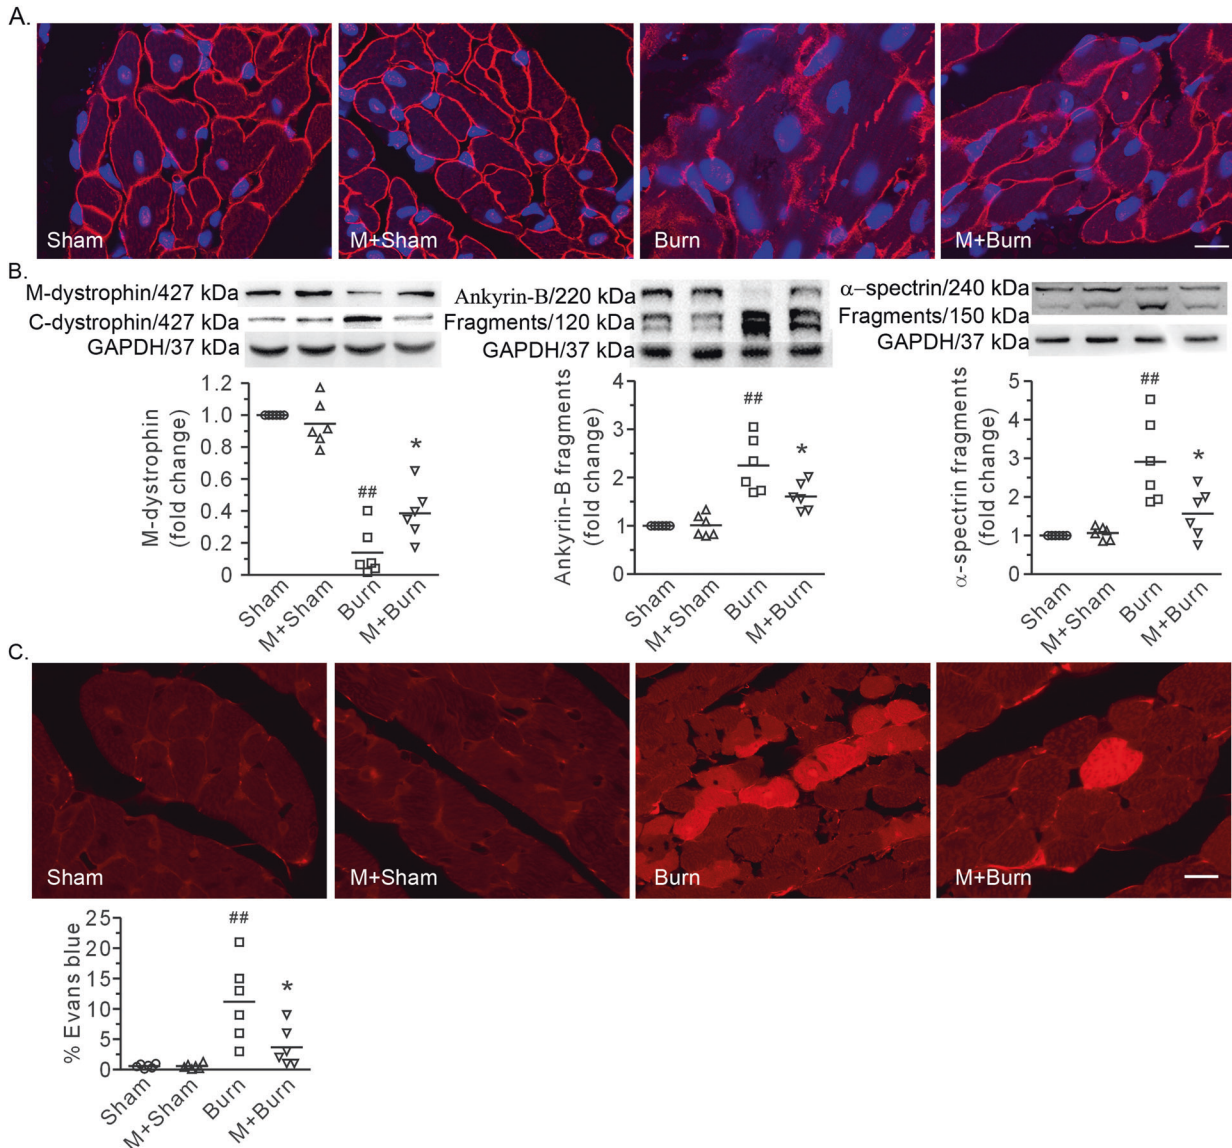 A.
Sham
M+Sham
Burn
M+Burn
B.
M-dystrophin/427 kDa
C-dystrophin/427 kDa
GAPDH/37 kDa
Ankyrin-B/220 kDa
Fragments/120 kDa
GAPDH/37 kDa
α−spectrin/240 kDa
Fragments/150 kDa
GAPDH/37 kDa
M-dystrophin
(fold change)
1.2
1.0
0.8
0.6
0.4
0.2
0
##
*
Sham
M+Sham
Burn
M+Burn
Ankyrin-B fragments
(fold change)
4
3
2
1
0
##
*
Sham
M+Sham
Burn
M+Burn
α-spectrin fragments
(fold change)
5
4
3
2
1
0
##
*
Sham
M+Sham
Burn
M+Burn
C.
Sham
M+Sham
Burn
M+Burn
% Evans blue
25
20
15
10
5
0
##
*
Sham
M+Sham
Burn
M+Burn